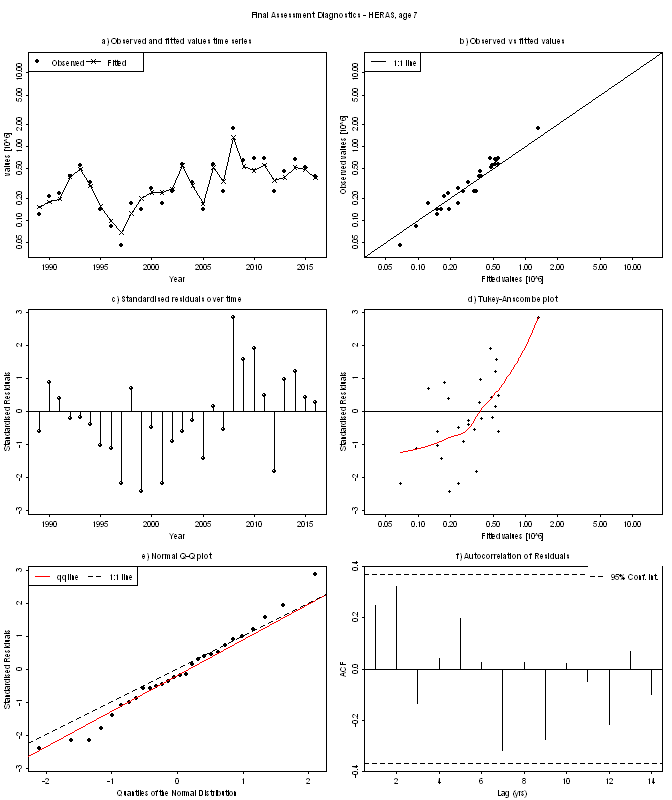 Final Assessment Diagnostics - HERAS, age 7
a) Observed and fitted values time series
Observed
Fitted
values [10^6]
0.05 0.10 0.20 0.50 1.00 2.00 5.00 10.00
1990 1995 2000 2005 2010 2015
Year
b) Observed vs fitted values
1:1 line
Observed values [10^6]
0.05 0.10 0.20 0.50 1.00 2.00 5.00 10.00
0.05 0.10 0.20 0.50 1.00 2.00 5.00 10.00
Fitted values [10^6]
c) Standardised residuals over time
Standardised Residuals
-3 -2 -1 0 1 2 3
1990 1995 2000 2005 2010 2015
Year
d) Tukey-Anscombe plot
Standardised Residuals
-3 -2 -1 0 1 2 3
0.05 0.10 0.20 0.50 1.00 2.00 5.00 10.00
Fitted values [10^6]
e) Normal Q-Q plot
qq line
1:1 line
Standardised Residuals
-3 -2 -1 0 1 2 3
-2 -1 0 1 2
Quantiles of the Normal Distribution
f) Autocorrelation of Residuals
95% Conf. Int.
ACF
-0.4 -0.2 0.0 0.2 0.4
2 4 6 8 10 12 14
Lag (yrs)